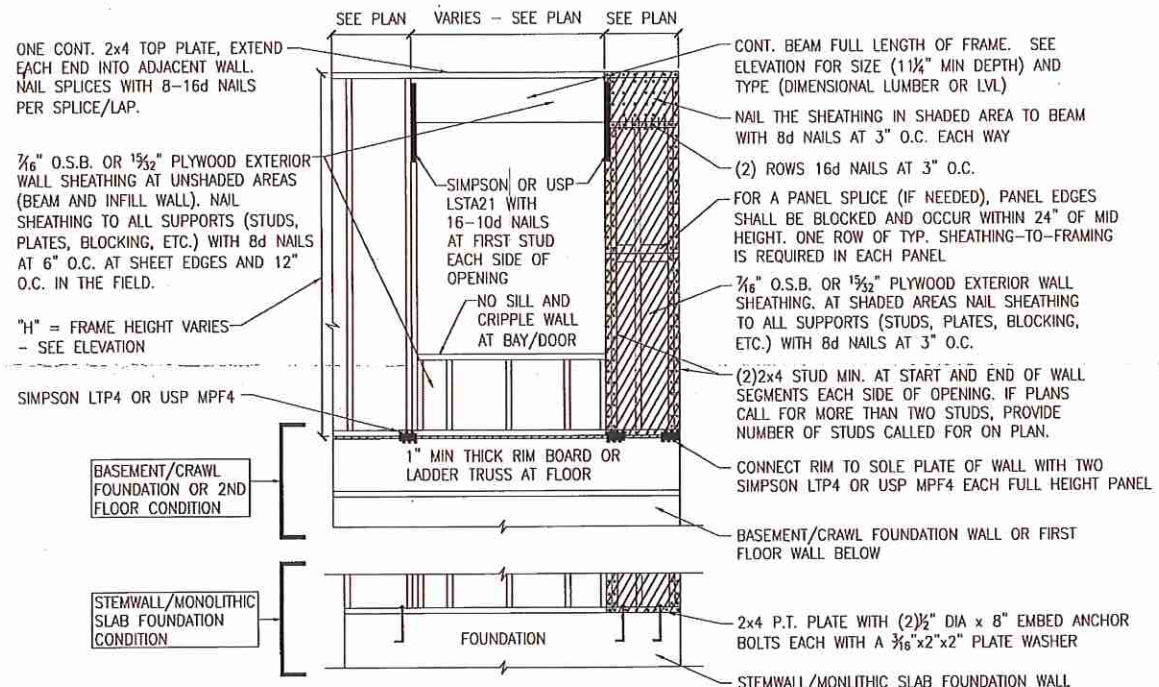 SEE PLAN
VARIES - SEE PLAN
SEE PLAN
ONE CONT. 2x4 TOP PLATE, EXTEND
EACH END INTO ADJACENT WALL.
NAIL SPLICES WITH 8-16d NAILS
PER SPLICE/LAP.
7/16" O.S.B. OR 15/32" PLYWOOD EXTERIOR
WALL SHEATHING AT UNSHADED AREAS
(BEAM AND INFILL WALL). NAIL
SHEATHING TO ALL SUPPORTS (STUDS,
PLATES, BLOCKING, ETC.) WITH 8d NAILS
AT 6" O.C. AT SHEET EDGES AND 12"
O.C. IN THE FIELD.
"H" = FRAME HEIGHT VARIES
- SEE ELEVATION
SIMPSON LTP4 OR USP MPF4
BASEMENT/CRAWL
FOUNDATION OR 2ND
FLOOR CONDITION
STEMWALL/MONOLITHIC
SLAB FOUNDATION
CONDITION
SIMPSON OR USP
LSTA21 WITH
16-10d NAILS
AT FIRST STUD
EACH SIDE OF
OPENING
NO SILL AND
CRIPPLE WALL
AT BAY/DOOR
1" MIN THICK RIM BOARD OR
LADDER TRUSS AT FLOOR
FOUNDATION
CONT. BEAM FULL LENGTH OF FRAME. SEE
ELEVATION FOR SIZE (11 1/4" MIN DEPTH) AND
TYPE (DIMENSIONAL LUMBER OR LVL)
NAIL THE SHEATHING IN SHADED AREA TO BEAM
WITH 8d NAILS AT 3" O.C. EACH WAY
(2) ROWS 16d NAILS AT 3" O.C.
FOR A PANEL SPLICE (IF NEEDED), PANEL EDGES
SHALL BE BLOCKED AND OCCUR WITHIN 24" OF MID
HEIGHT. ONE ROW OF TYP. SHEATHING-TO-FRAMING
IS REQUIRED IN EACH PANEL
7/16" O.S.B. OR 15/32" PLYWOOD EXTERIOR WALL
SHEATHING. AT SHADED AREAS NAIL SHEATHING
TO ALL SUPPORTS (STUDS, PLATES, BLOCKING,
ETC.) WITH 8d NAILS AT 3" O.C.
(2)2x4 STUD MIN. AT START AND END OF WALL
SEGMENTS EACH SIDE OF OPENING. IF PLANS
CALL FOR MORE THAN TWO STUDS, PROVIDE
NUMBER OF STUDS CALLED FOR ON PLAN.
CONNECT RIM TO SOLE PLATE OF WALL WITH TWO
SIMPSON LTP4 OR USP MPF4 EACH FULL HEIGHT PANEL
BASEMENT/CRAWL FOUNDATION WALL OR FIRST
FLOOR WALL BELOW
2x4 P.T. PLATE WITH (2)1/2" DIA x 8" EMBED ANCHOR
BOLTS EACH WITH A 3/16"x2"x2" PLATE WASHER
STEMWALL/MONLITHIC SLAB FOUNDATION WALL